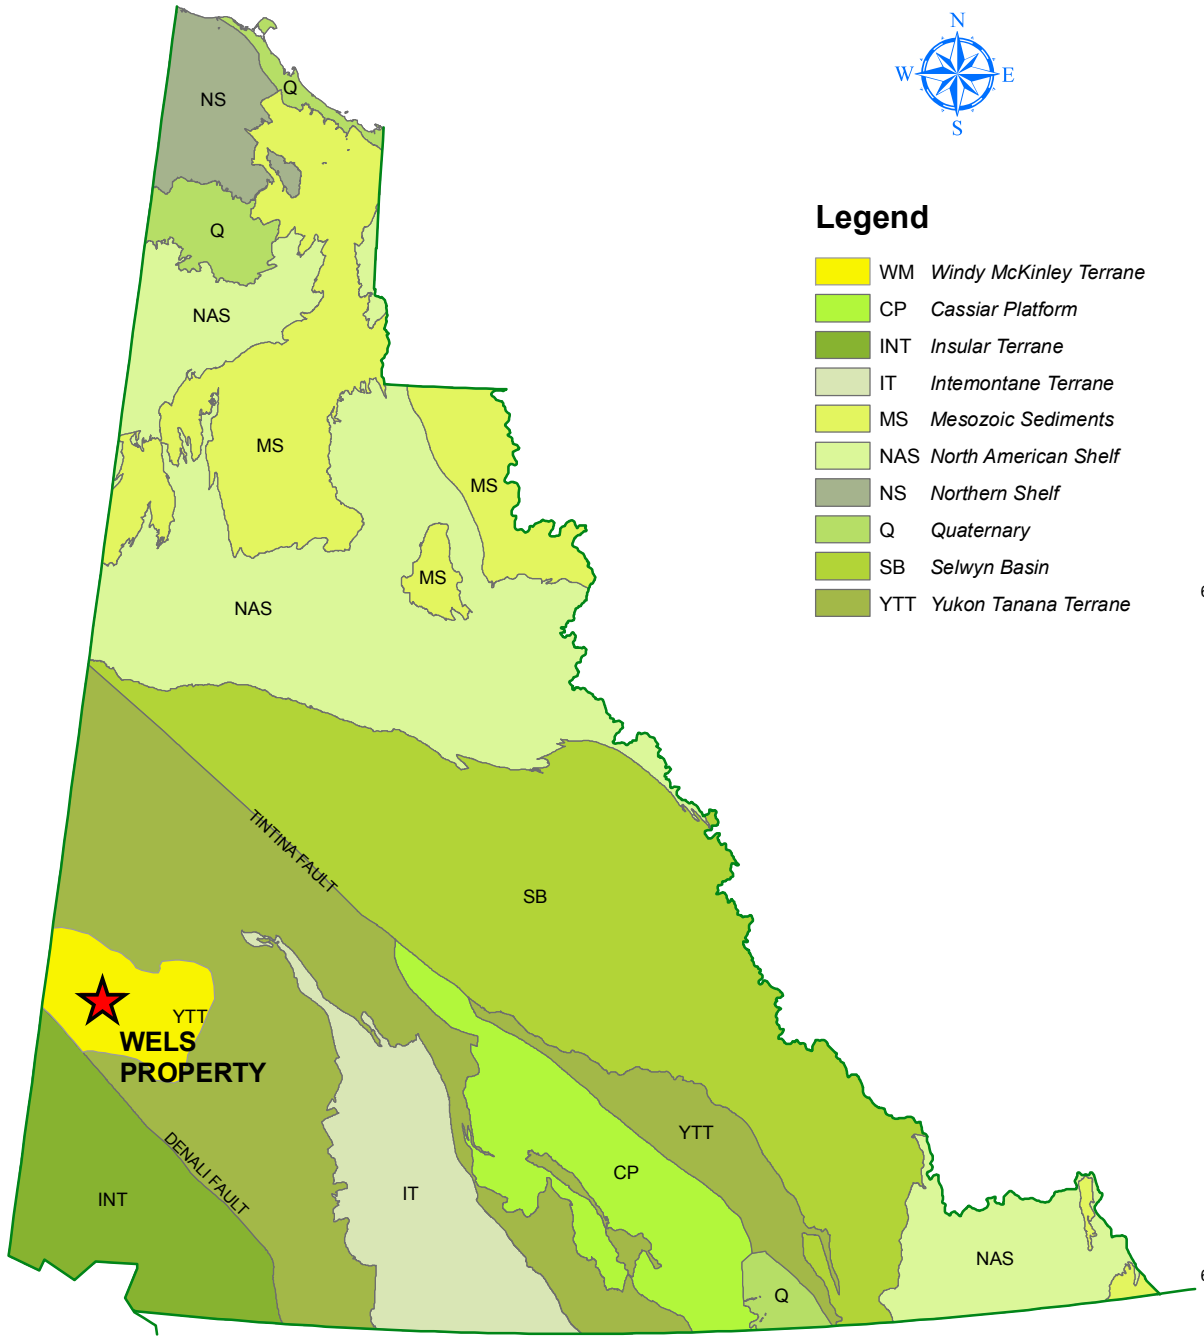 N
W E
S
NS
Q
Q
NAS
MS
MS
MS
NAS
Legend
WM Windy McKinley Terrane
CP Cassiar Platform
INT Insular Terrane
IT Intemontane Terrane
MS Mesozoic Sediments
NAS North American Shelf
NS Northern Shelf
Q Quaternary
SB Selwyn Basin
YTT Yukon Tanana Terrane
6
TINTINA FAULT
SB
YTT
WELS
PROPERTY
YTT
DENALI FAULT
CP
IT
INT
NAS
Q
6